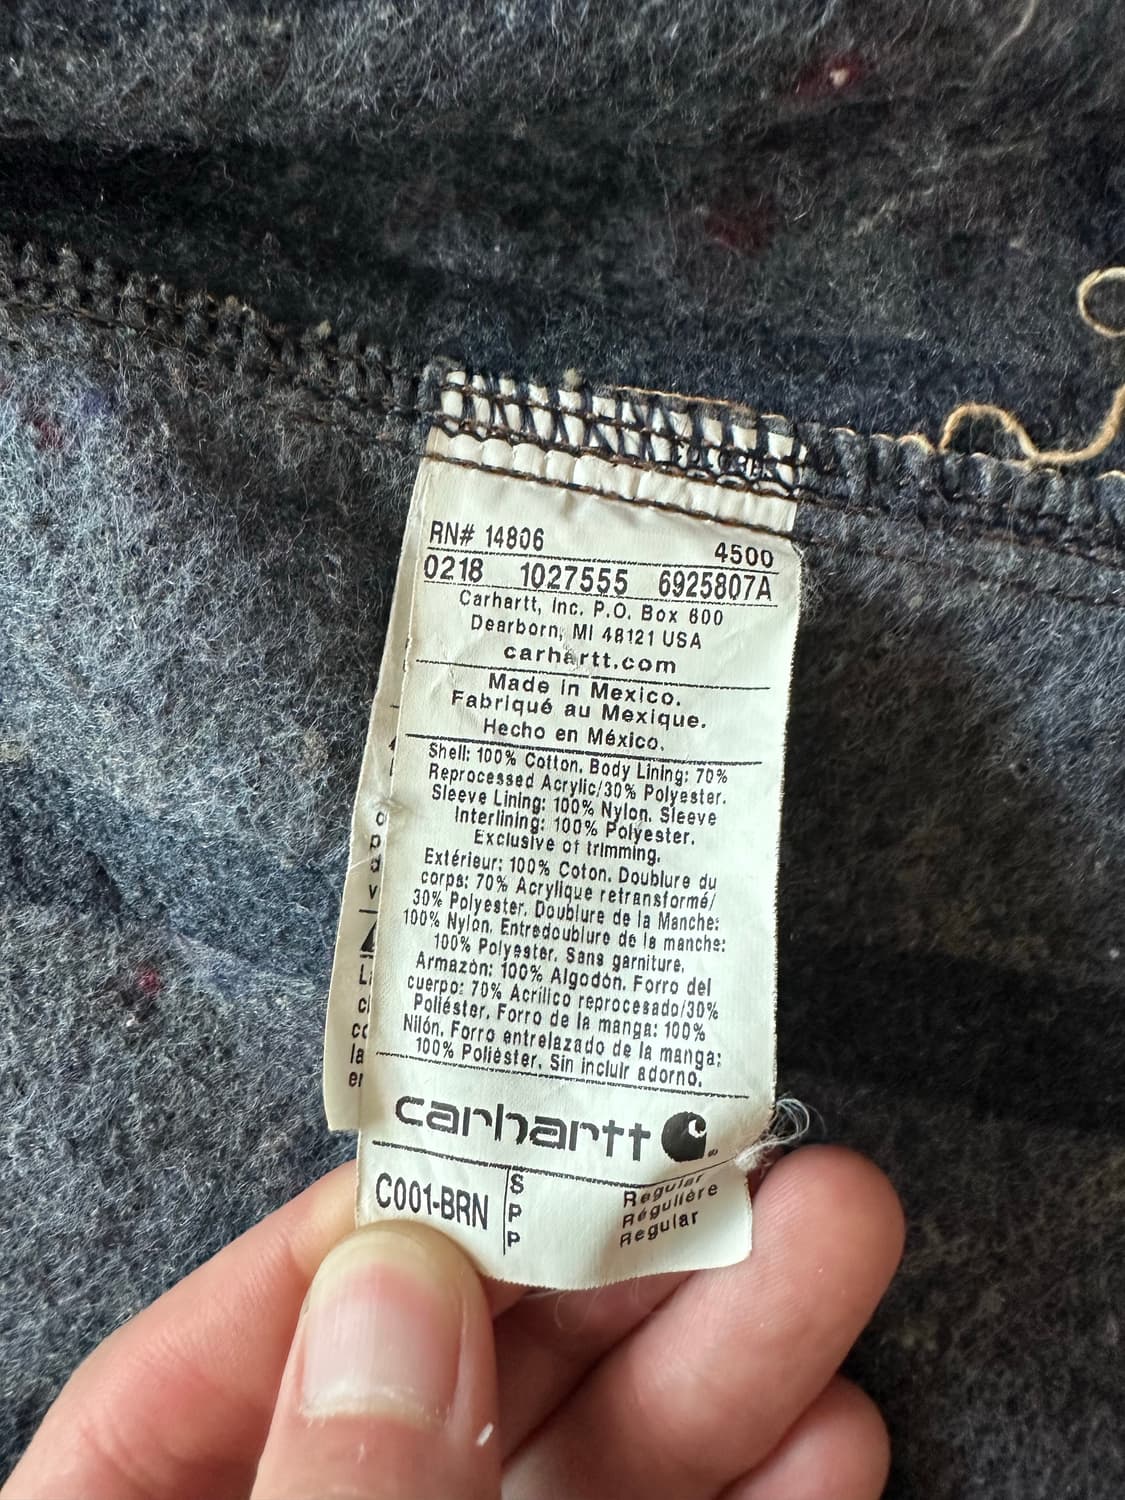 RN# 14806 4500
0218 1027555 6925807A
Carhartt, Inc. P.O. Box 600
Dearborn, MI 48121 USA
carhartt.com
Made in Mexico.
Fabriqué au Mexique.
Hecho en México.
Shell: 100% Cotton. Body Lining: 70%
Reprocessed Acrylic/30% Polyester.
Sleeve Lining: 100% Nylon. Sleeve
Interlining: 100% Polyester.
Exclusive of trimming.
Extérieur: 100% Coton. Doublure du
corps: 70% Acrylique retransformé/
30% Polyester. Doublure de la Manche:
100% Nylon. Entredoublure de la manche:
100% Polyester. Sans garniture.
Armazòn: 100% Algodón. Forro del
cuerpo: 70% Acrílico reprocesado/30%
Poliéster. Forro de la manga: 100%
Nilón. Forro entrelazado de la manga:
100% Poliéster. Sin incluir adorno.
carhartt
C001-BRN
S Regular
P Régulière
P Regular